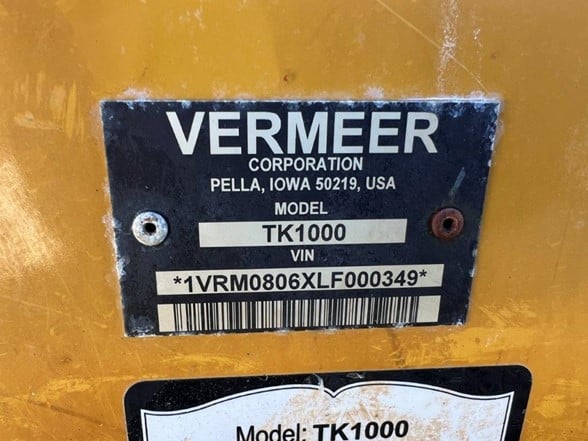 VERMEER
CORPORATION
PELLA, IOWA 50219, USA
MODEL
TK1000
VIN
*1VRM0806XLF000349*
Model: TK1000